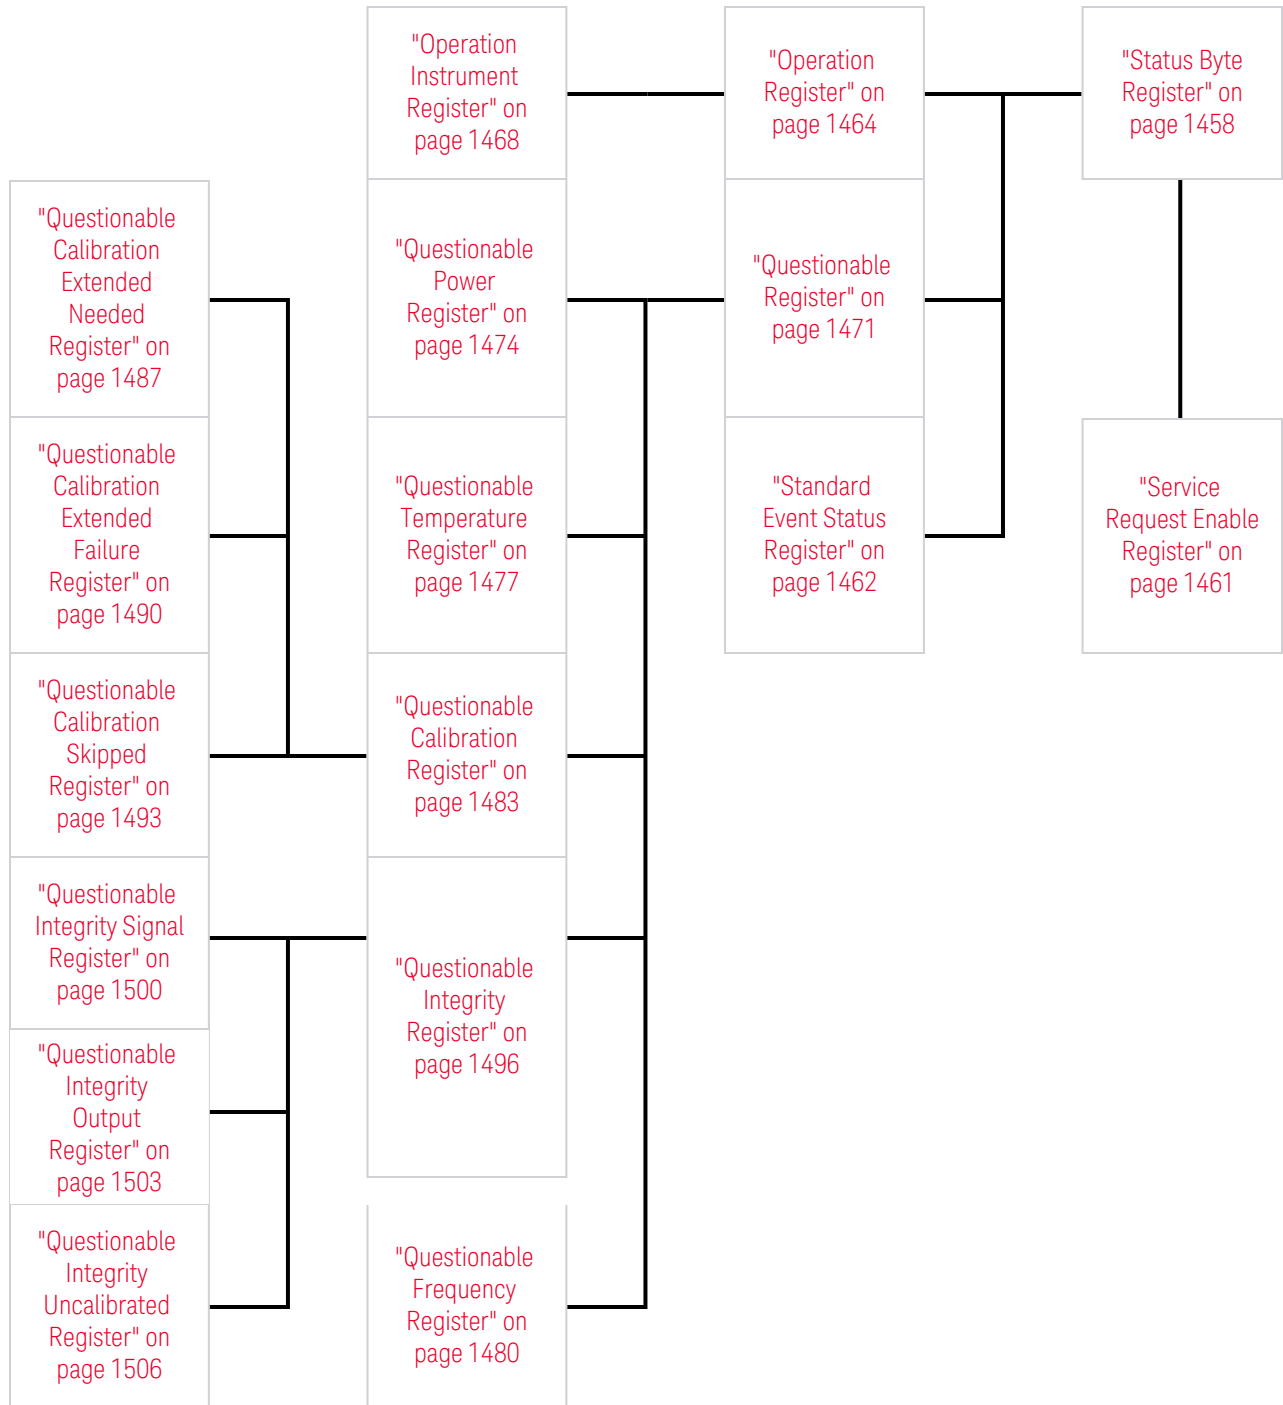 "Operation
Instrument
Register" on
page 1468
"Operation
Register" on
page 1464
"Status Byte
Register" on
page 1458
"Questionable
Calibration
Extended
Needed
Register" on
page 1487
"Questionable
Power
Register" on
page 1474
"Questionable
Register" on
page 1471
"Questionable
Calibration
Extended
Failure
Register" on
page 1490
"Questionable
Temperature
Register" on
page 1477
"Standard
Event Status
Register" on
page 1462
"Service
Request Enable
Register" on
page 1461
"Questionable
Calibration
Skipped
Register" on
page 1493
"Questionable
Calibration
Register" on
page 1483
"Questionable
Integrity Signal
Register" on
page 1500
"Questionable
Integrity
Register" on
page 1496
"Questionable
Integrity
Output
Register" on
page 1503
"Questionable
Integrity
Uncalibrated
Register" on
page 1506
"Questionable
Frequency
Register" on
page 1480